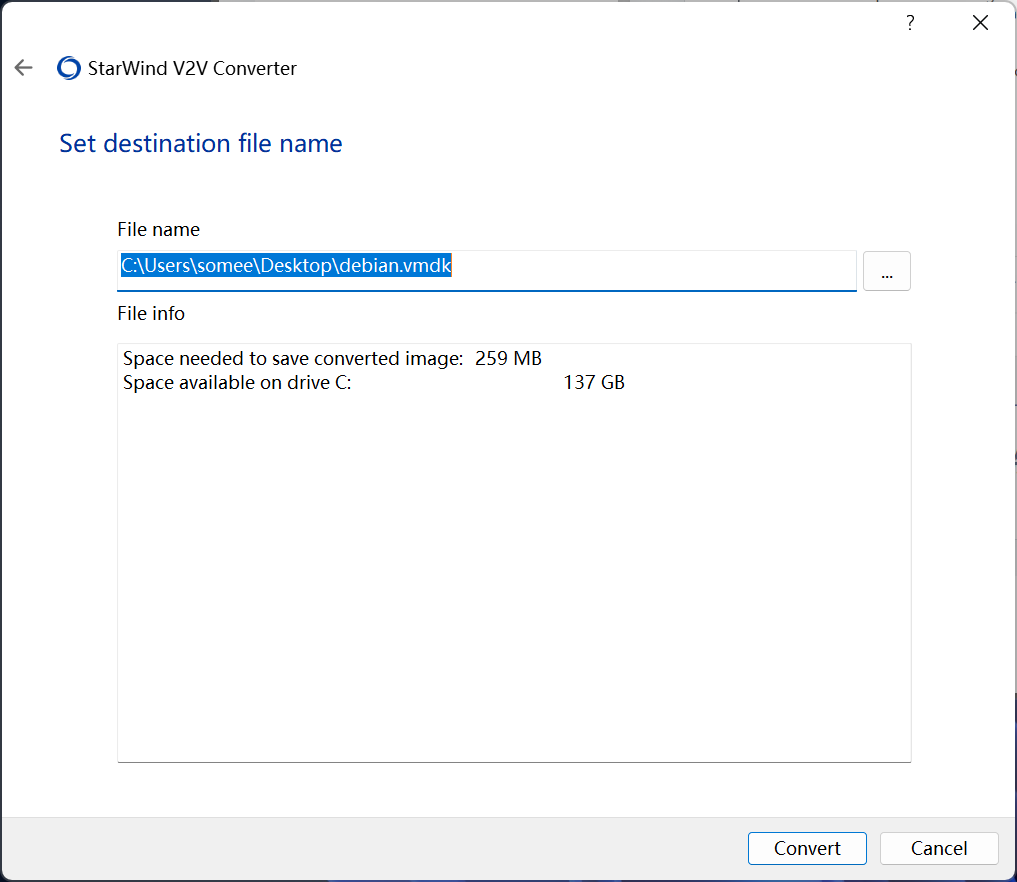 ?
StarWind V2V Converter
Set destination file name
File name
C:\Users\somee\Desktop\debian.vmdk
...
File info
Space needed to save converted image: 259 MB
Space available on drive C: 137 GB
Convert
Cancel